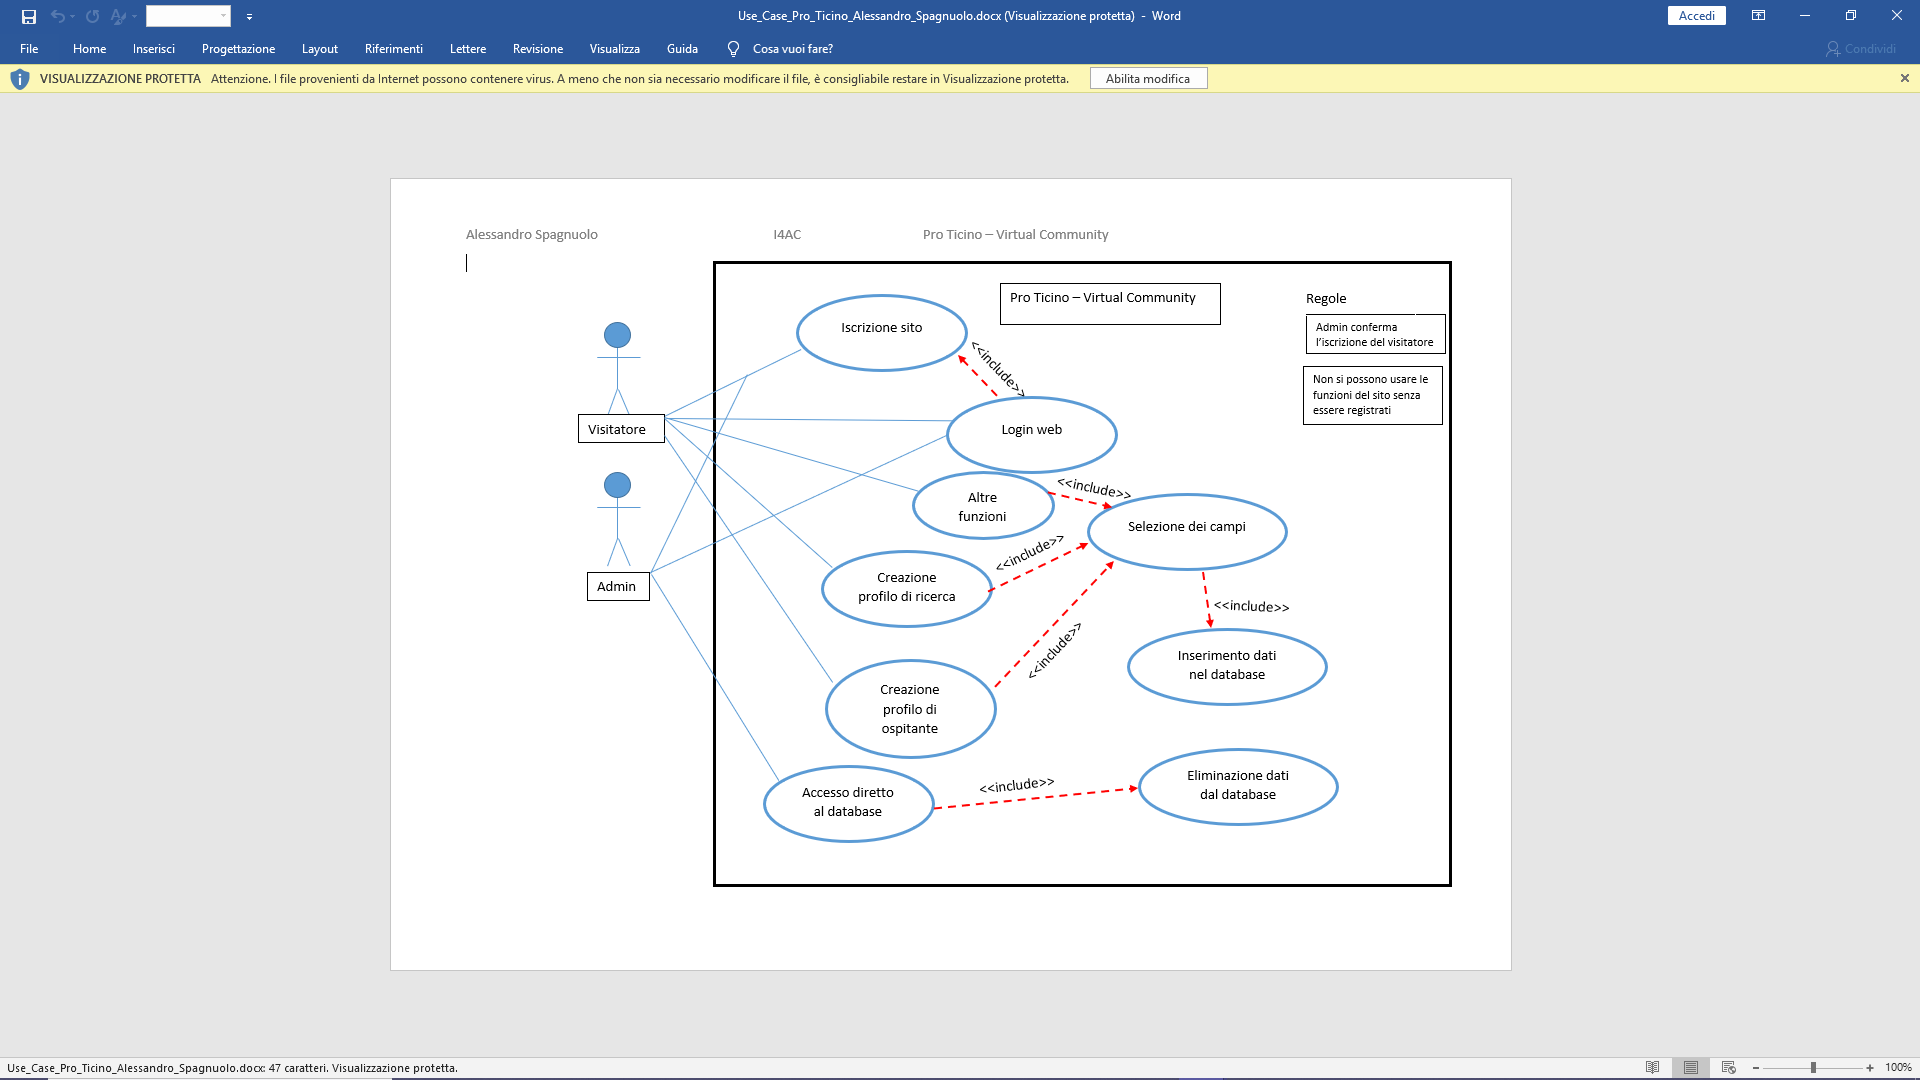 Use_Case_Pro_Ticino_Alessandro_Spagnuolo.docx (Visualizzazione protetta) - Word
Accedi
File Home Inserisci Progettazione Layout Riferimenti Lettere Revisione Visualizza Guida Cosa vuoi fare? Condividi
VISUALIZZAZIONE PROTETTA Attenzione. I file provenienti da Internet possono contenere virus. A meno che non sia necessario modificare il file, è consigliabile restare in Visualizzazione protetta. Abilita modifica
Alessandro Spagnuolo I4AC Pro Ticino – Virtual Community
Pro Ticino – Virtual Community
Regole
Admin conferma
l'iscrizione del visitatore
Non si possono usare le
funzioni del sito senza
essere registrati
Iscrizione sito
<<include>>
Visitatore
Login web
Altre
funzioni
<<include>>
Selezione dei campi
<<include>>
Admin
Creazione
profilo di ricerca
<<include>>
<<include>>
Inserimento dati
nel database
Creazione
profilo di
ospitante
Accesso diretto
al database
<<include>>
Eliminazione dati
dal database
Use_Case_Pro_Ticino_Alessandro_Spagnuolo.docx: 47 caratteri. Visualizzazione protetta.
100%